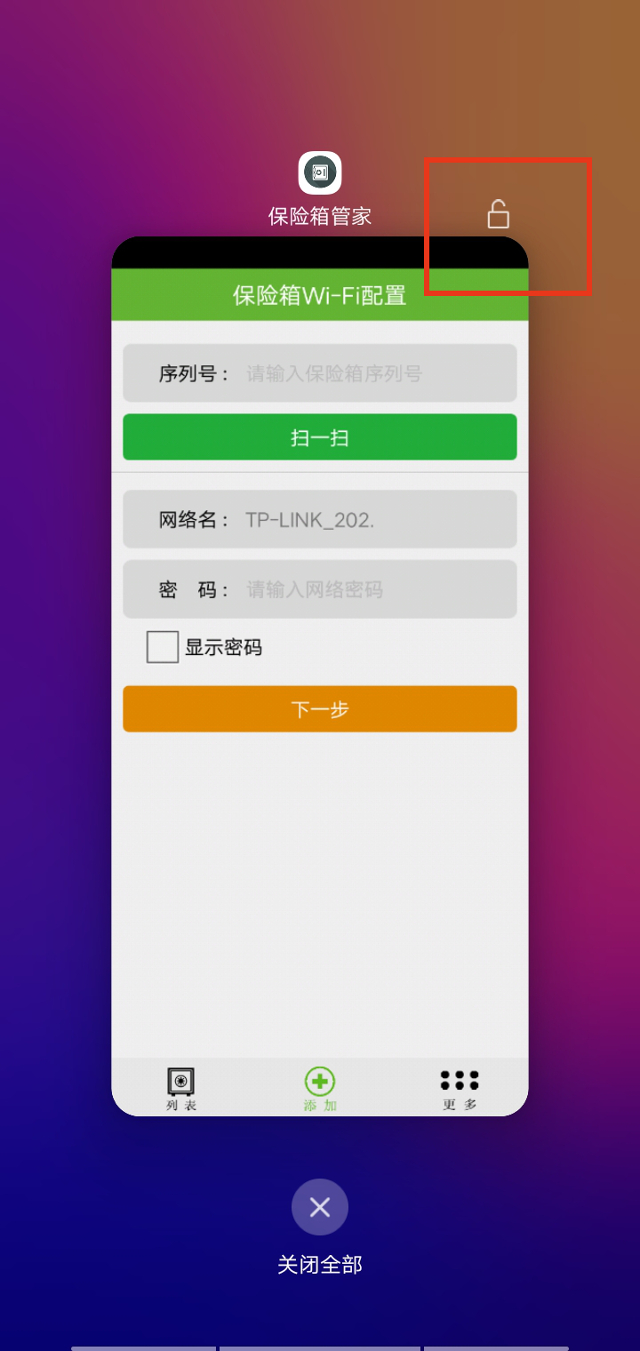 保险箱管家
保险箱Wi-Fi配置
序列号： 请输入保险箱序列号
扫一扫
网络名： TP-LINK_202.
密 码： 请输入网络密码
显示密码
下一步
列表 添加 更多
关闭全部